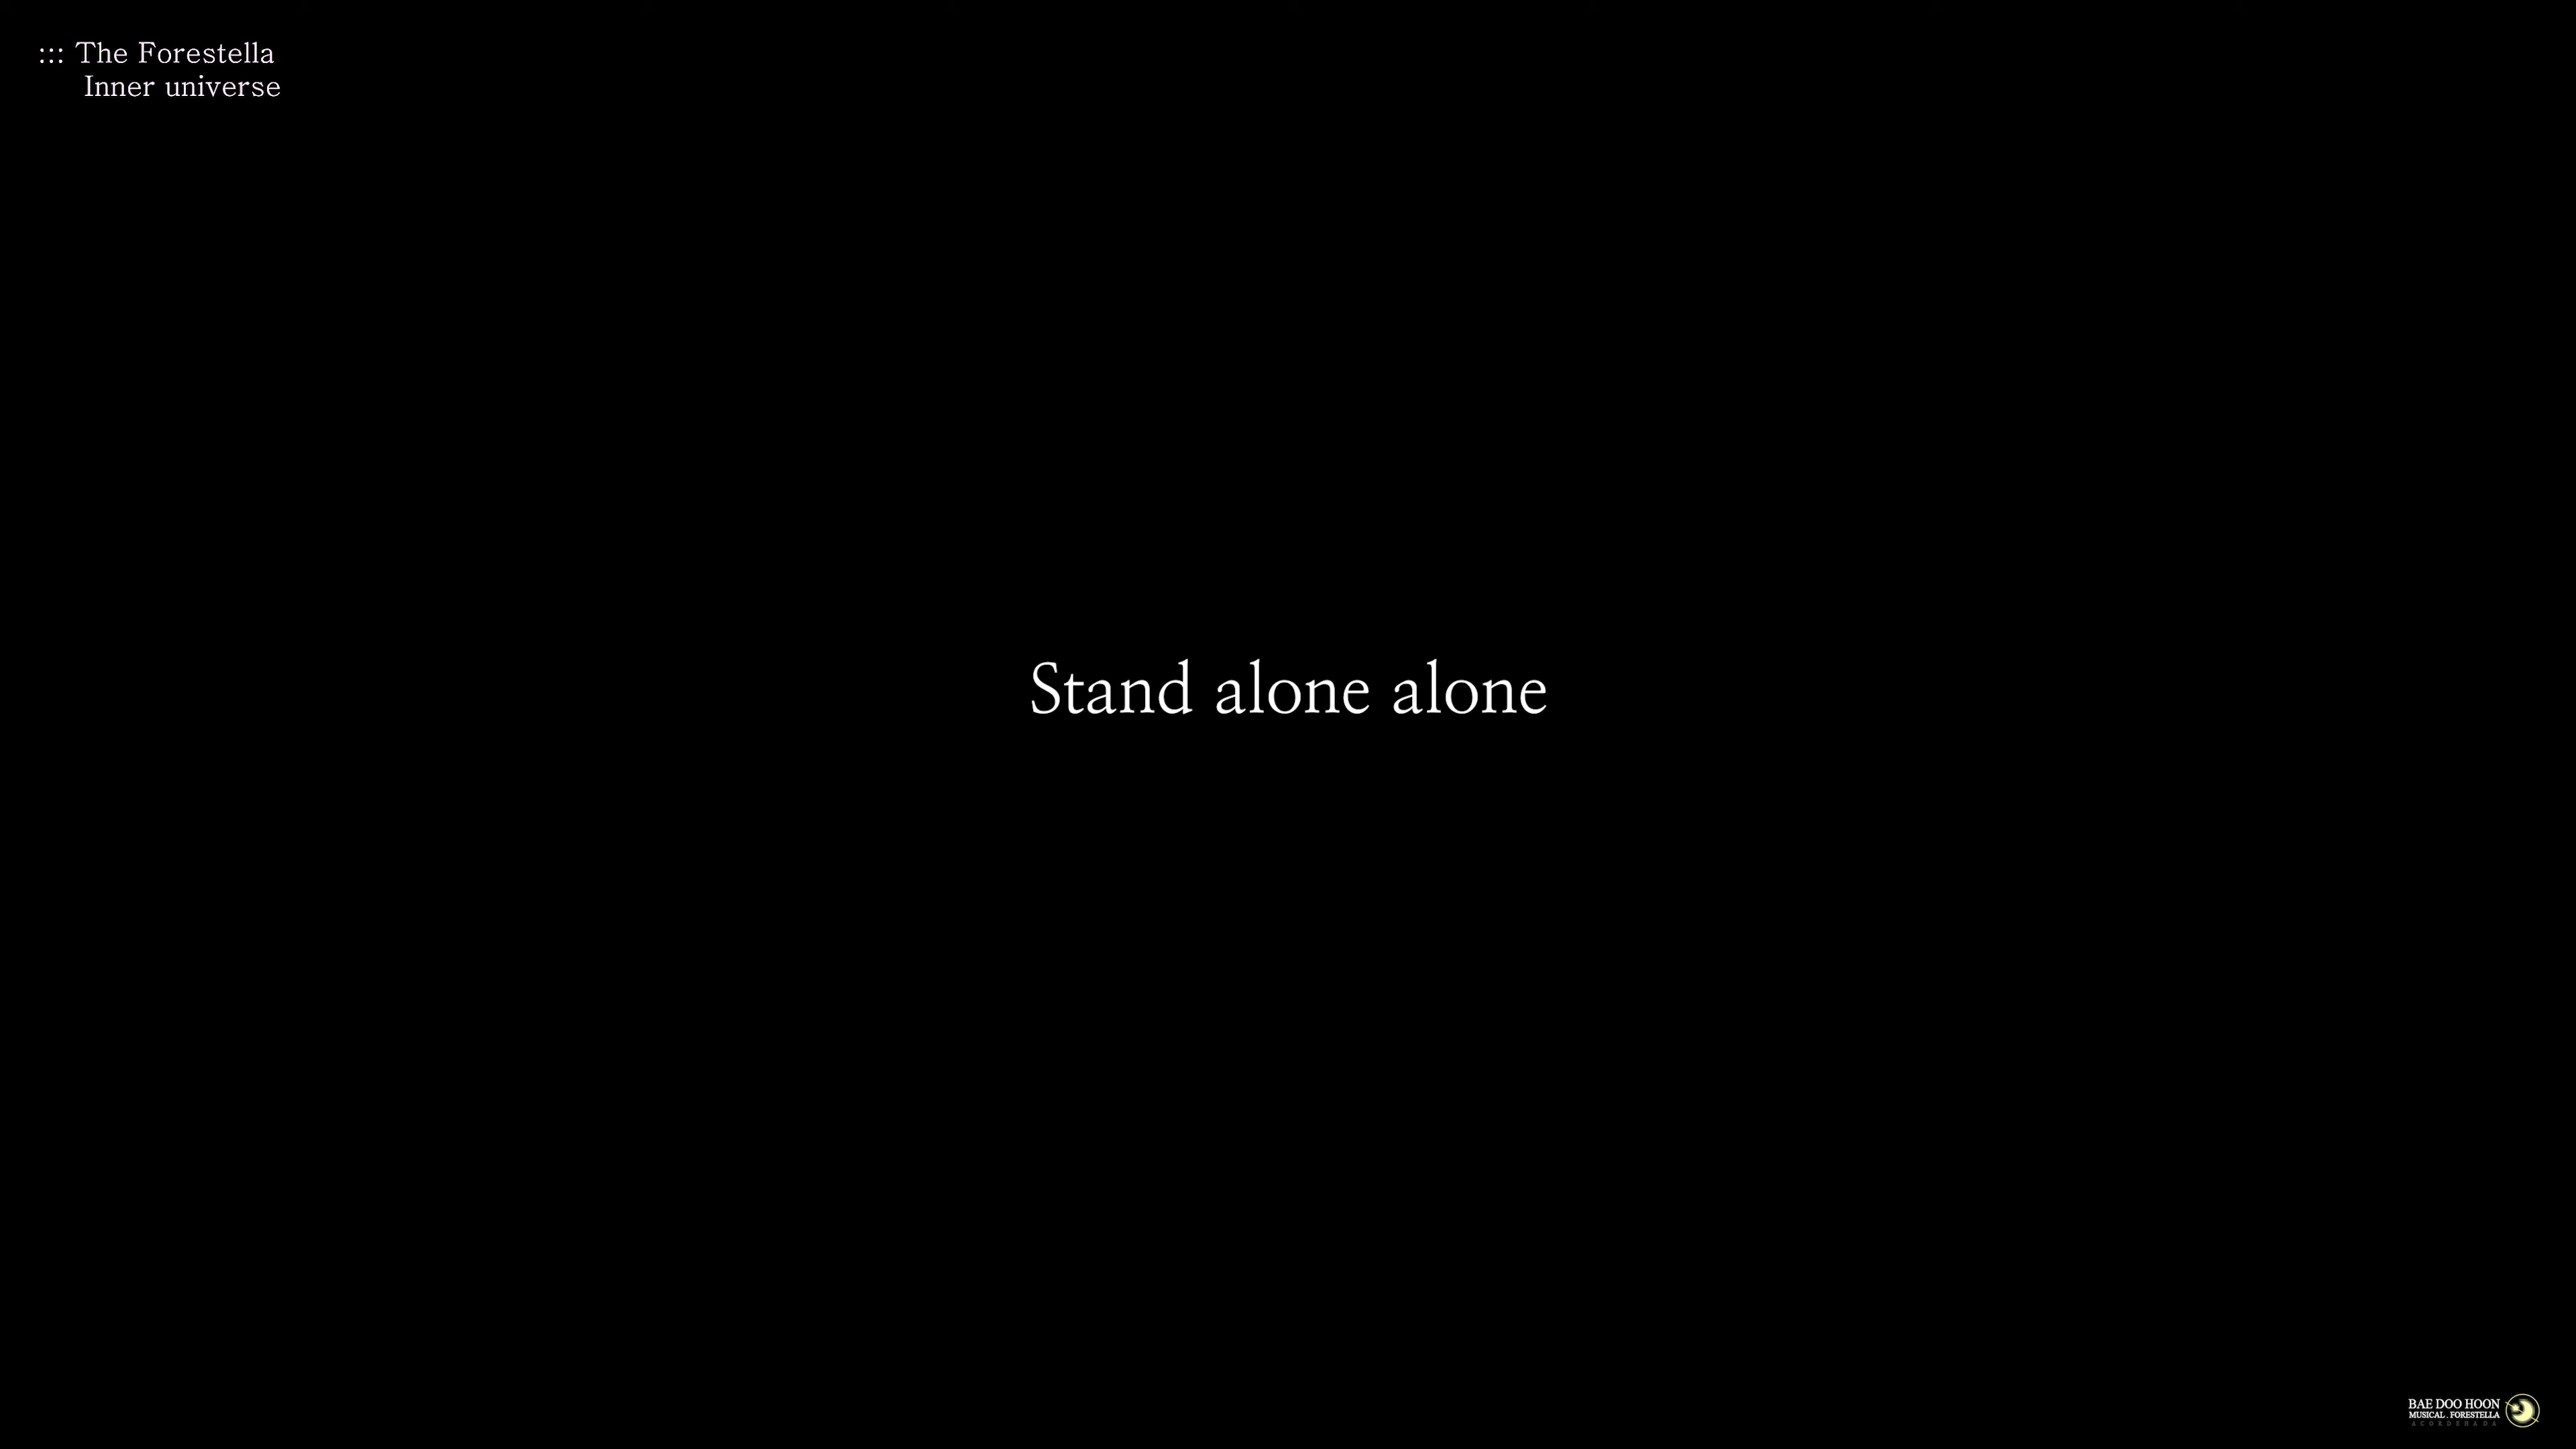 ::: The Forestella
Inner universe
Stand alone alone
BAE DOO HOON
MUSICAL . FORESTELLA